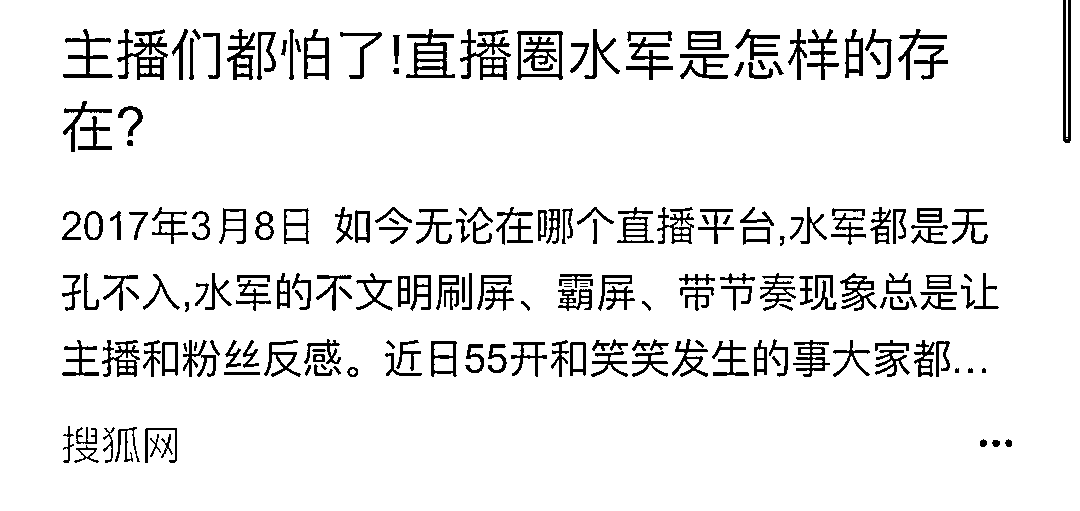 主播们都怕了!直播圈水军是怎样的存
在?
2017年3月8日 如今无论在哪个直播平台,水军都是无
孔不入,水军的不文明刷屏、霸屏、带节奏现象总是让
主播和粉丝反感。近日55开和笑笑发生的事大家都...
搜狐网